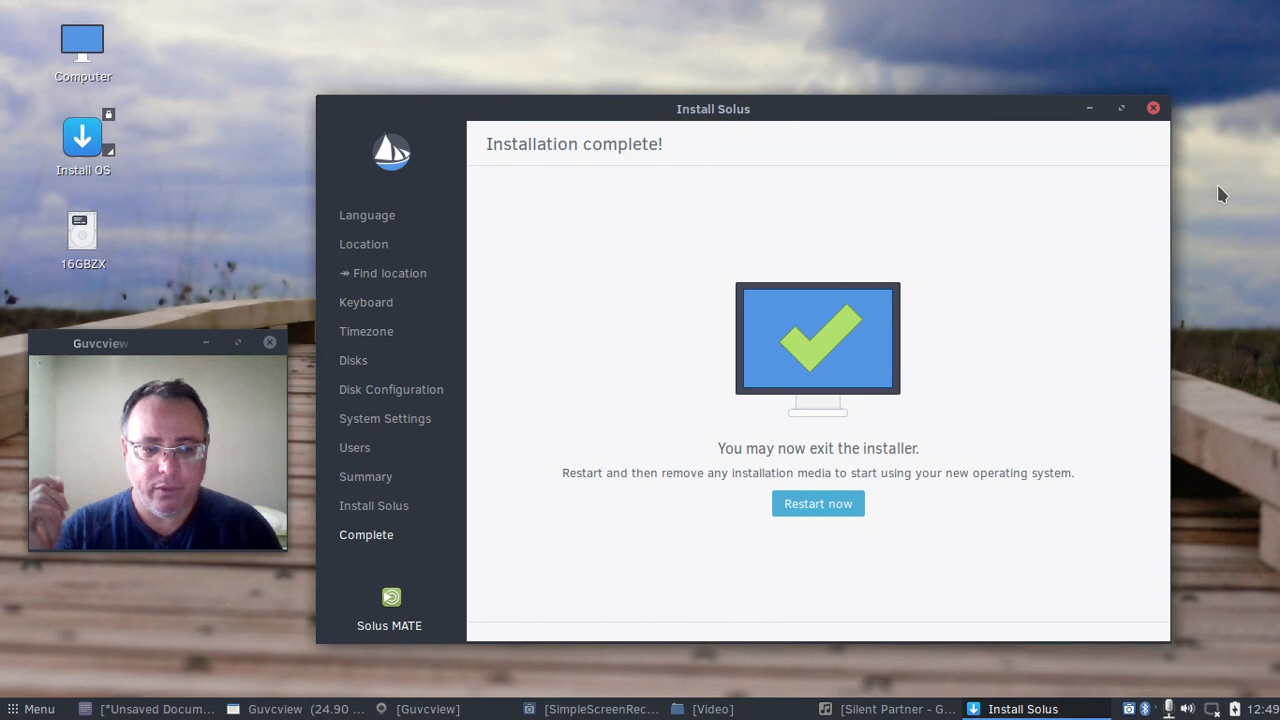 Computer
Install OS
16GBZX
Guvcview
Install Solus
Language
Location
↠ Find location
Keyboard
Timezone
Disks
Disk Configuration
System Settings
Users
Summary
Install Solus
Complete
Solus MATE
Installation complete!
You may now exit the installer.
Restart and then remove any installation media to start using your new operating system.
Restart now
Menu
[*Unsaved Docum...
Guvcview (24.90 ...
[Guvcview]
[SimpleScreenRec...
[Video]
[Silent Partner - G...
Install Solus
12:49